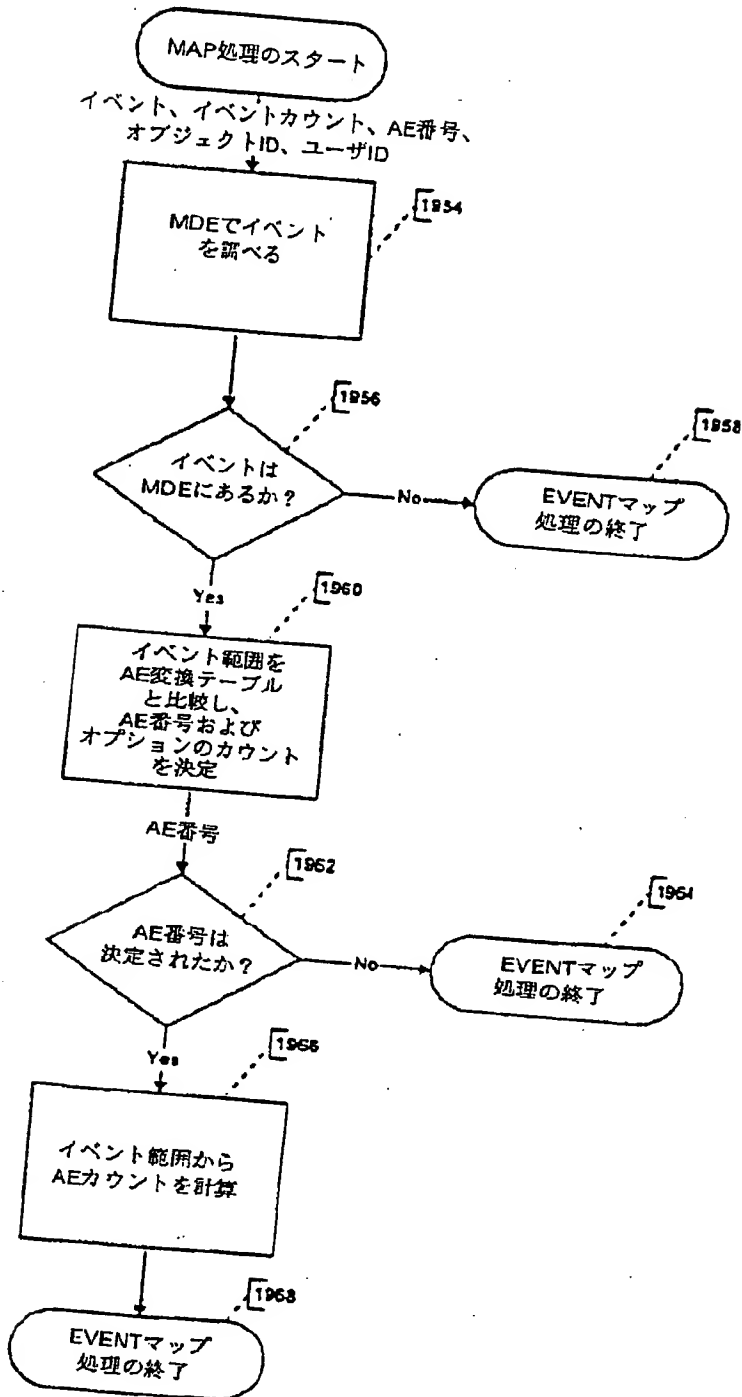 MAP処理のスタート
イベント、イベントカウント、AE番号、
オブジェクトID、ユーザID
MDEでイベント
を調べる
1954
イベントは
MDEにあるか？
1956
No
EVENTマップ
処理の終了
1958
Yes
イベント範囲を
AE変換テーブル
と比較し、
AE番号および
オプションのカウント
を決定
1960
AE番号
AE番号は
決定されたか？
1962
No
EVENTマップ
処理の終了
1964
Yes
イベント範囲から
AEカウントを計算
1966
EVENTマップ
処理の終了
1968